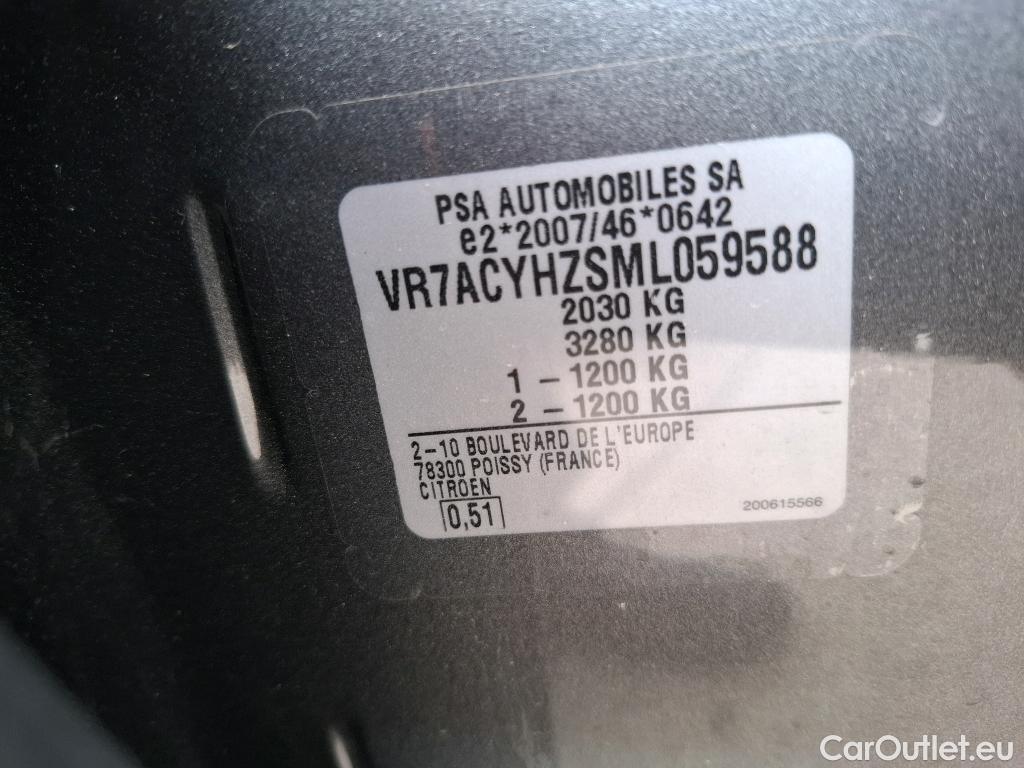 PSA AUTOMOBILES SA
e2*2007/46*0642
VR7ACYHZSML059588
2030 KG
3280 KG
1 - 1200 KG
2 - 1200 KG
2-10 BOULEVARD DE L'EUROPE
78300 POISSY (FRANCE)
CITROEN
0,51
200615566
CarOutlet.eu